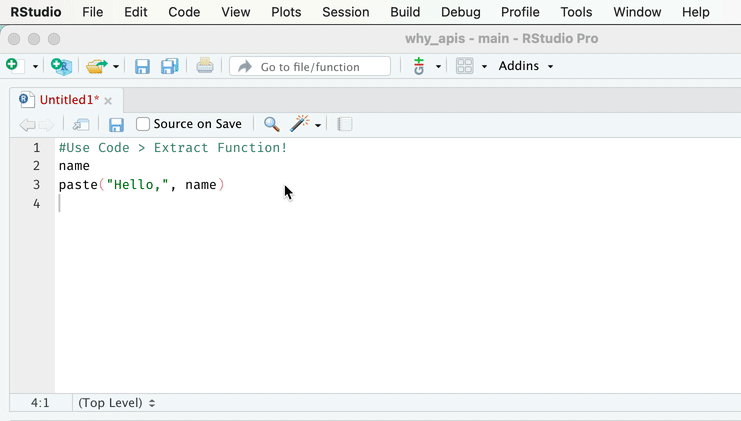 RStudio File Edit Code View Plots Session Build Debug Profile Tools Window Help
why_apis - main - RStudio Pro
Go to file/function Addins
Untitled1*
Source on Save
1 #Use Code > Extract Function!
2 name
3 paste("Hello,", name)
4
4:1 (Top Level)